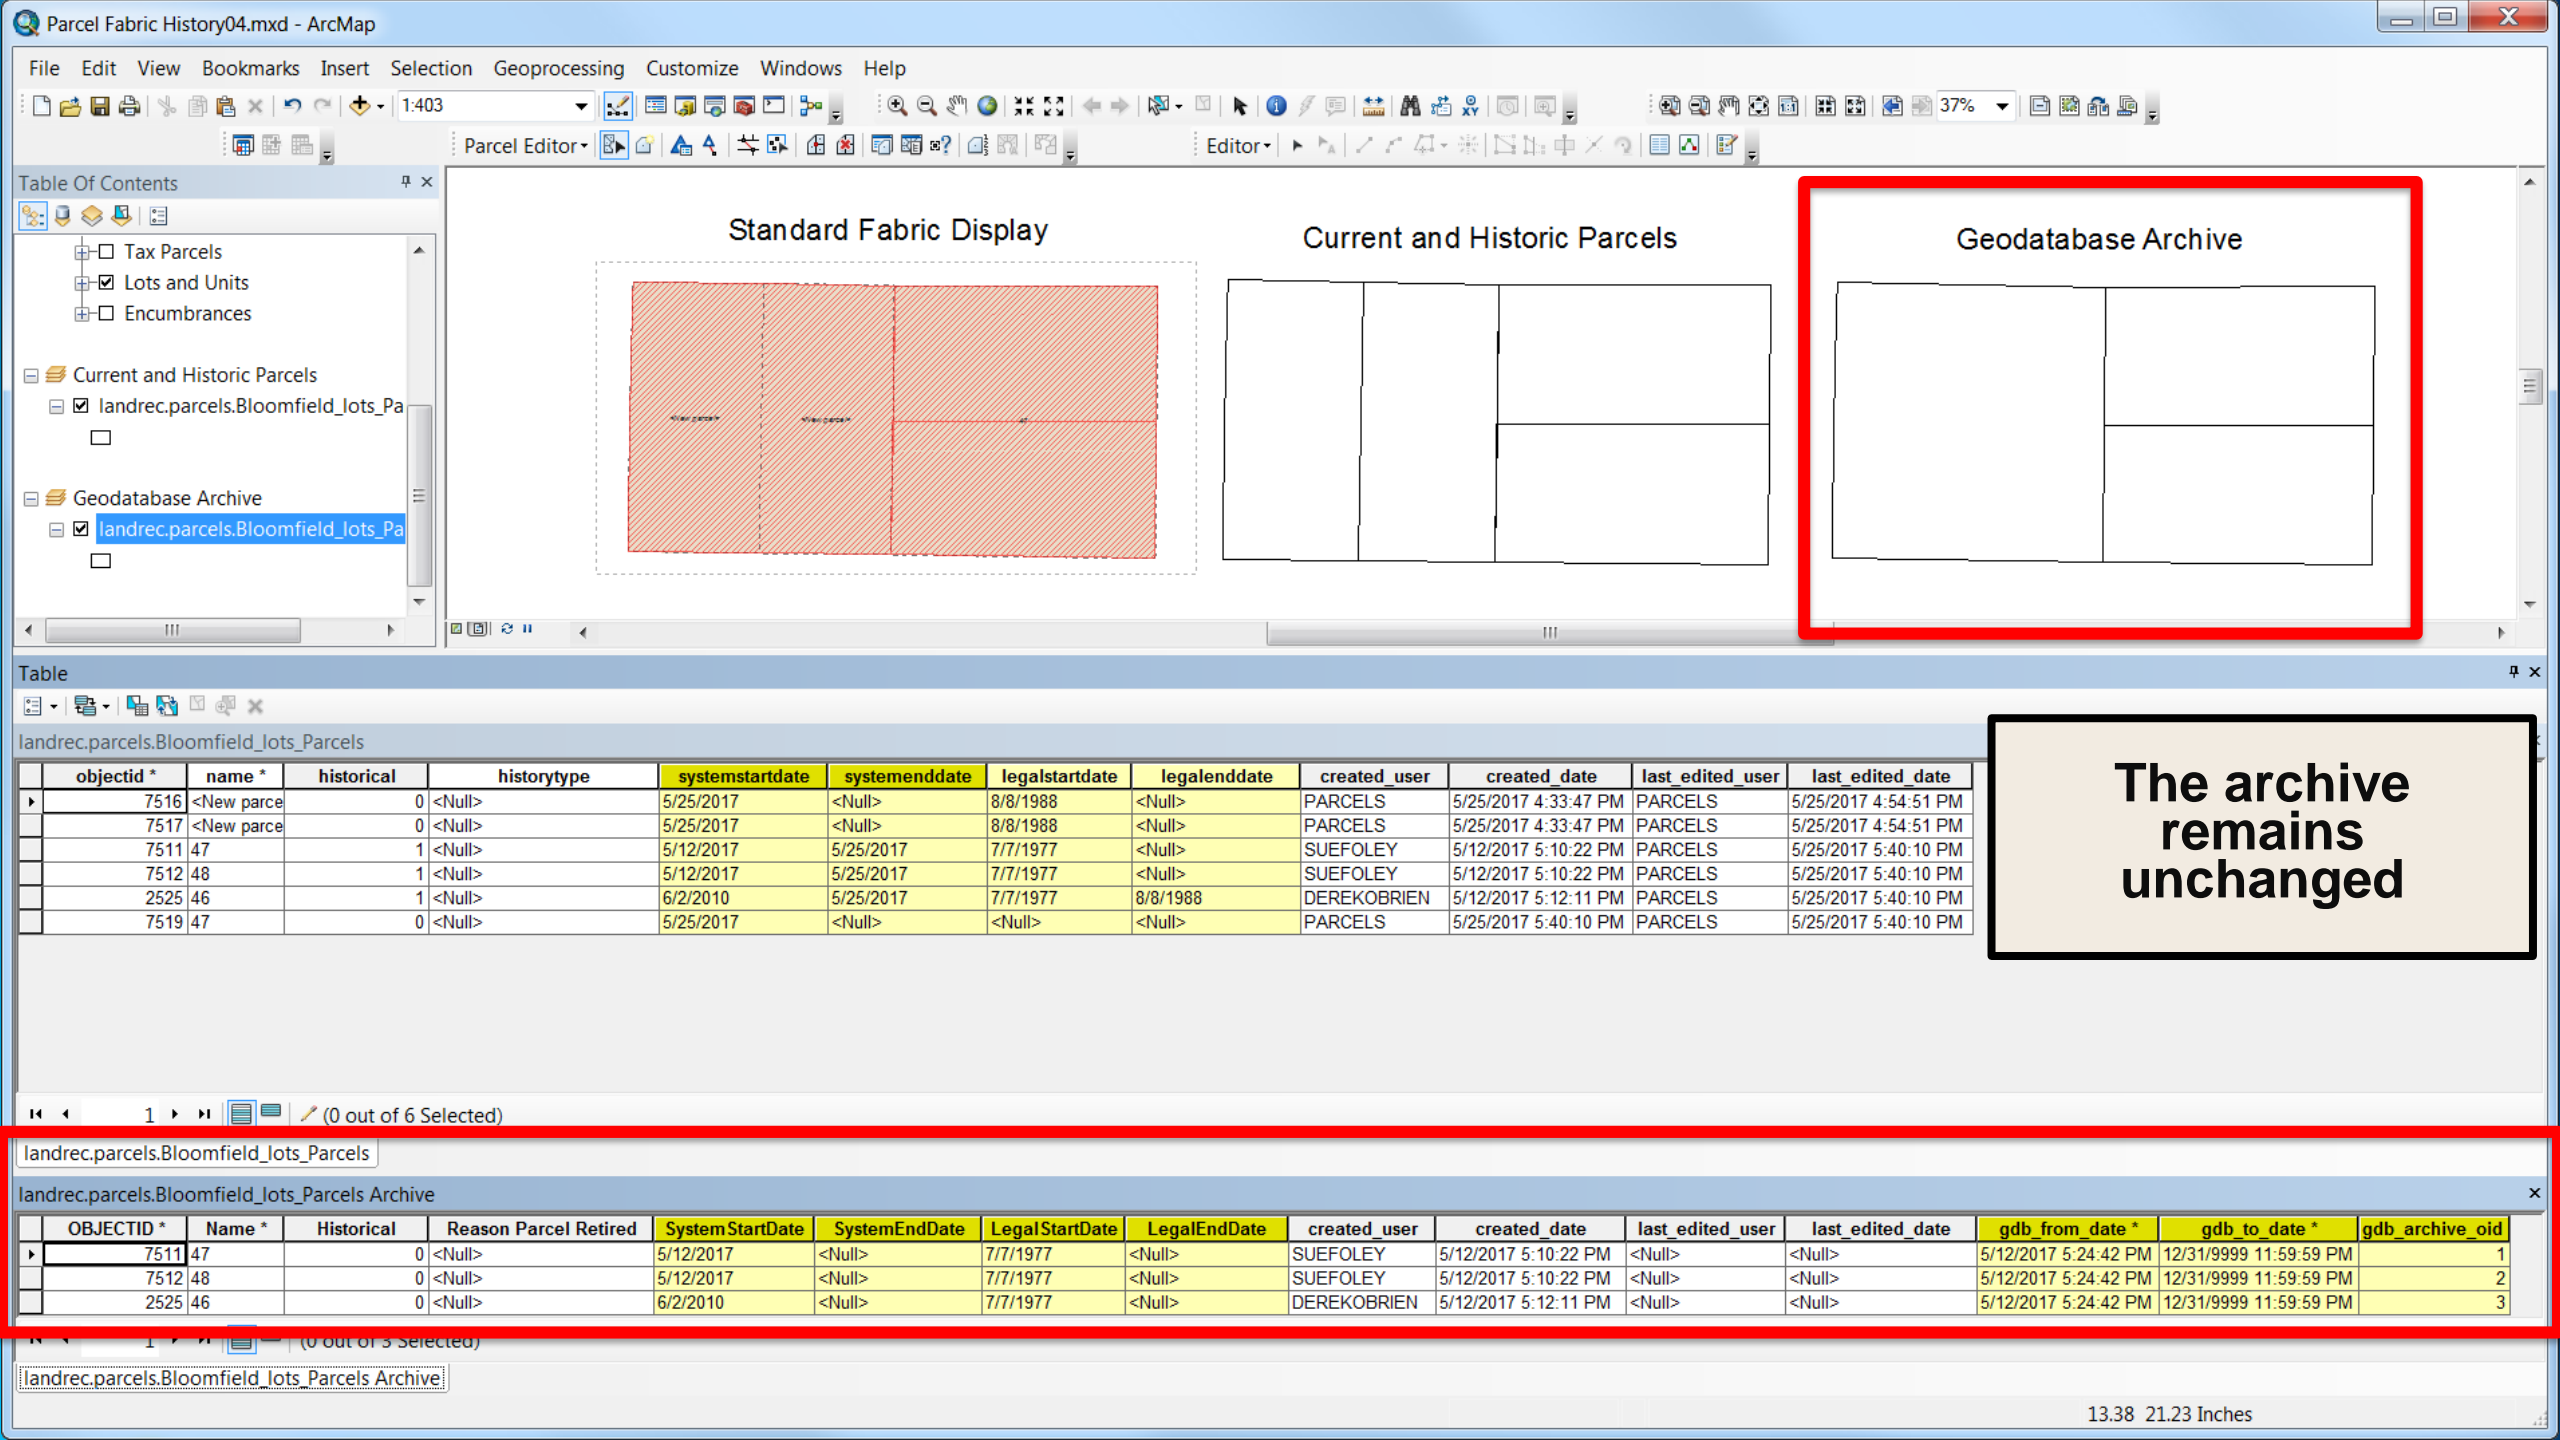 Parcel Fabric History04.mxd - ArcMap
File Edit View Bookmarks Insert Selection Geoprocessing Customize Windows Help
1:403 37%
Parcel Editor Editor
Table Of Contents
Tax Parcels
Lots and Units
Encumbrances
Current and Historic Parcels
landrec.parcels.Bloomfield_lots_Pa
Geodatabase Archive
landrec.parcels.Bloomfield_lots_Pa
Standard Fabric Display
<New parcel> <New parcel> 47
Current and Historic Parcels
Geodatabase Archive
Table
landrec.parcels.Bloomfield_lots_Parcels
objectid * name * historical historytype systemstartdate systemenddate legalstartdate legalenddate created_user created_date last_edited_user last_edited_date
7516 <New parce 0 <Null> 5/25/2017 <Null> 8/8/1988 <Null> PARCELS 5/25/2017 4:33:47 PM PARCELS 5/25/2017 4:54:51 PM
7517 <New parce 0 <Null> 5/25/2017 <Null> 8/8/1988 <Null> PARCELS 5/25/2017 4:33:47 PM PARCELS 5/25/2017 4:54:51 PM
7511 47 1 <Null> 5/12/2017 5/25/2017 7/7/1977 <Null> SUEFOLEY 5/12/2017 5:10:22 PM PARCELS 5/25/2017 5:40:10 PM
7512 48 1 <Null> 5/12/2017 5/25/2017 7/7/1977 <Null> SUEFOLEY 5/12/2017 5:10:22 PM PARCELS 5/25/2017 5:40:10 PM
2525 46 1 <Null> 6/2/2010 5/25/2017 7/7/1977 8/8/1988 DEREKOBRIEN 5/12/2017 5:12:11 PM PARCELS 5/25/2017 5:40:10 PM
7519 47 0 <Null> 5/25/2017 <Null> <Null> <Null> PARCELS 5/25/2017 5:40:10 PM PARCELS 5/25/2017 5:40:10 PM
The archive
remains
unchanged
1 (0 out of 6 Selected)
landrec.parcels.Bloomfield_lots_Parcels
landrec.parcels.Bloomfield_lots_Parcels Archive
OBJECTID * Name * Historical Reason Parcel Retired SystemStartDate SystemEndDate LegalStartDate LegalEndDate created_user created_date last_edited_user last_edited_date gdb_from_date * gdb_to_date * gdb_archive_oid
7511 47 0 <Null> 5/12/2017 <Null> 7/7/1977 <Null> SUEFOLEY 5/12/2017 5:10:22 PM <Null> <Null> 5/12/2017 5:24:42 PM 12/31/9999 11:59:59 PM 1
7512 48 0 <Null> 5/12/2017 <Null> 7/7/1977 <Null> SUEFOLEY 5/12/2017 5:10:22 PM <Null> <Null> 5/12/2017 5:24:42 PM 12/31/9999 11:59:59 PM 2
2525 46 0 <Null> 6/2/2010 <Null> 7/7/1977 <Null> DEREKOBRIEN 5/12/2017 5:12:11 PM <Null> <Null> 5/12/2017 5:24:42 PM 12/31/9999 11:59:59 PM 3
1 (0 out of 3 Selected)
landrec.parcels.Bloomfield_lots_Parcels Archive
13.38 21.23 Inches